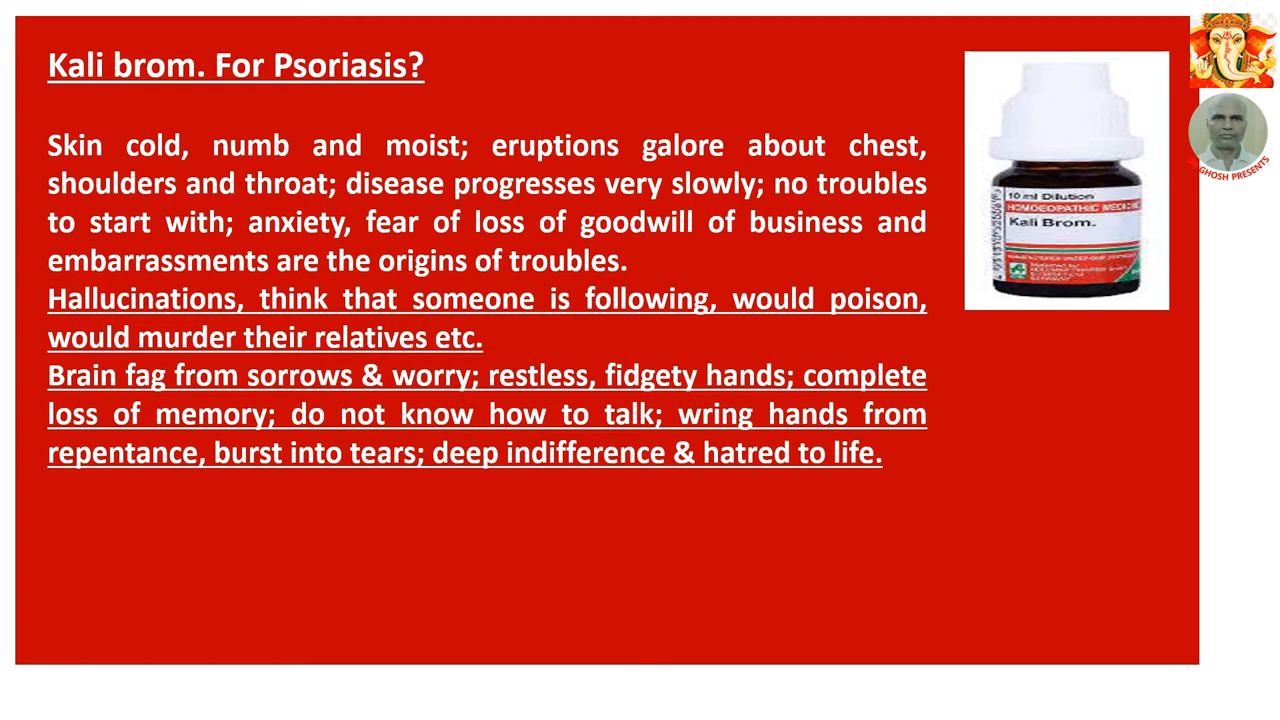 Kali brom. For Psoriasis?
Skin cold, numb and moist; eruptions galore about chest,
shoulders and throat; disease progresses very slowly; no troubles
to start with; anxiety, fear of loss of goodwill of business and
embarrassments are the origins of troubles.
Hallucinations, think that someone is following, would poison,
would murder their relatives etc.
Brain fag from sorrows & worry; restless, fidgety hands; complete
loss of memory; do not know how to talk; wring hands from
repentance, burst into tears; deep indifference & hatred to life.
10 ml Dilution
HOMOEOPATHIC MEDICINE
Kali Brom.
GHOSH PRESENTS